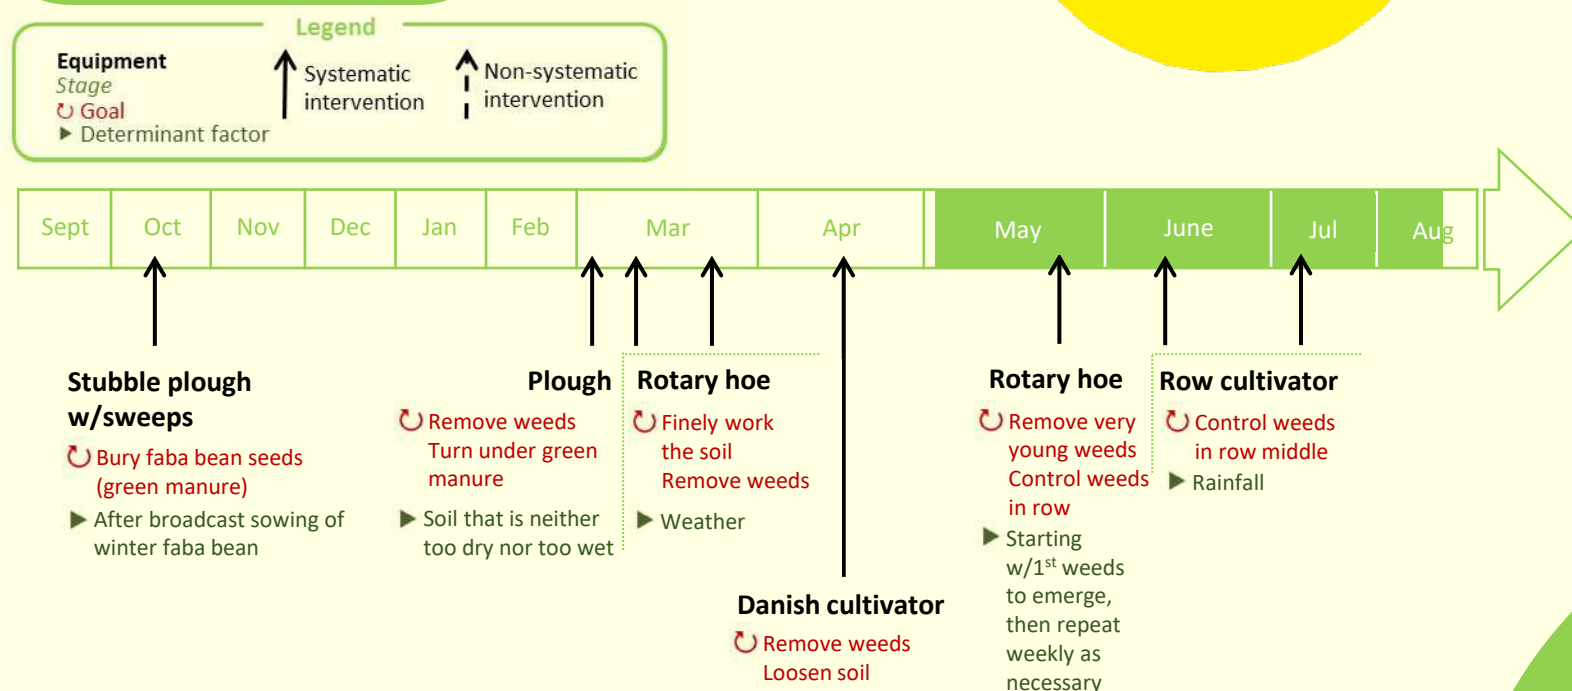 Legend
Equipment
Stage
Goal
Determinant factor
Systematic
intervention
Non-systematic
intervention
Sept
Oct
Nov
Dec
Jan
Feb
Mar
Apr
May
June
Jul
Aug
Stubble plough
w/sweeps
Bury faba bean seeds
(green manure)
After broadcast sowing of
winter faba bean
Plough
Remove weeds
Turn under green
manure
Soil that is neither
too dry nor too wet
Rotary hoe
Finely work
the soil
Remove weeds
Weather
Danish cultivator
Remove weeds
Loosen soil
Rotary hoe
Remove very
young weeds
Control weeds
in row
Starting
w/1st weeds
to emerge,
then repeat
weekly as
necessary
Row cultivator
Control weeds
in row middle
Rainfall